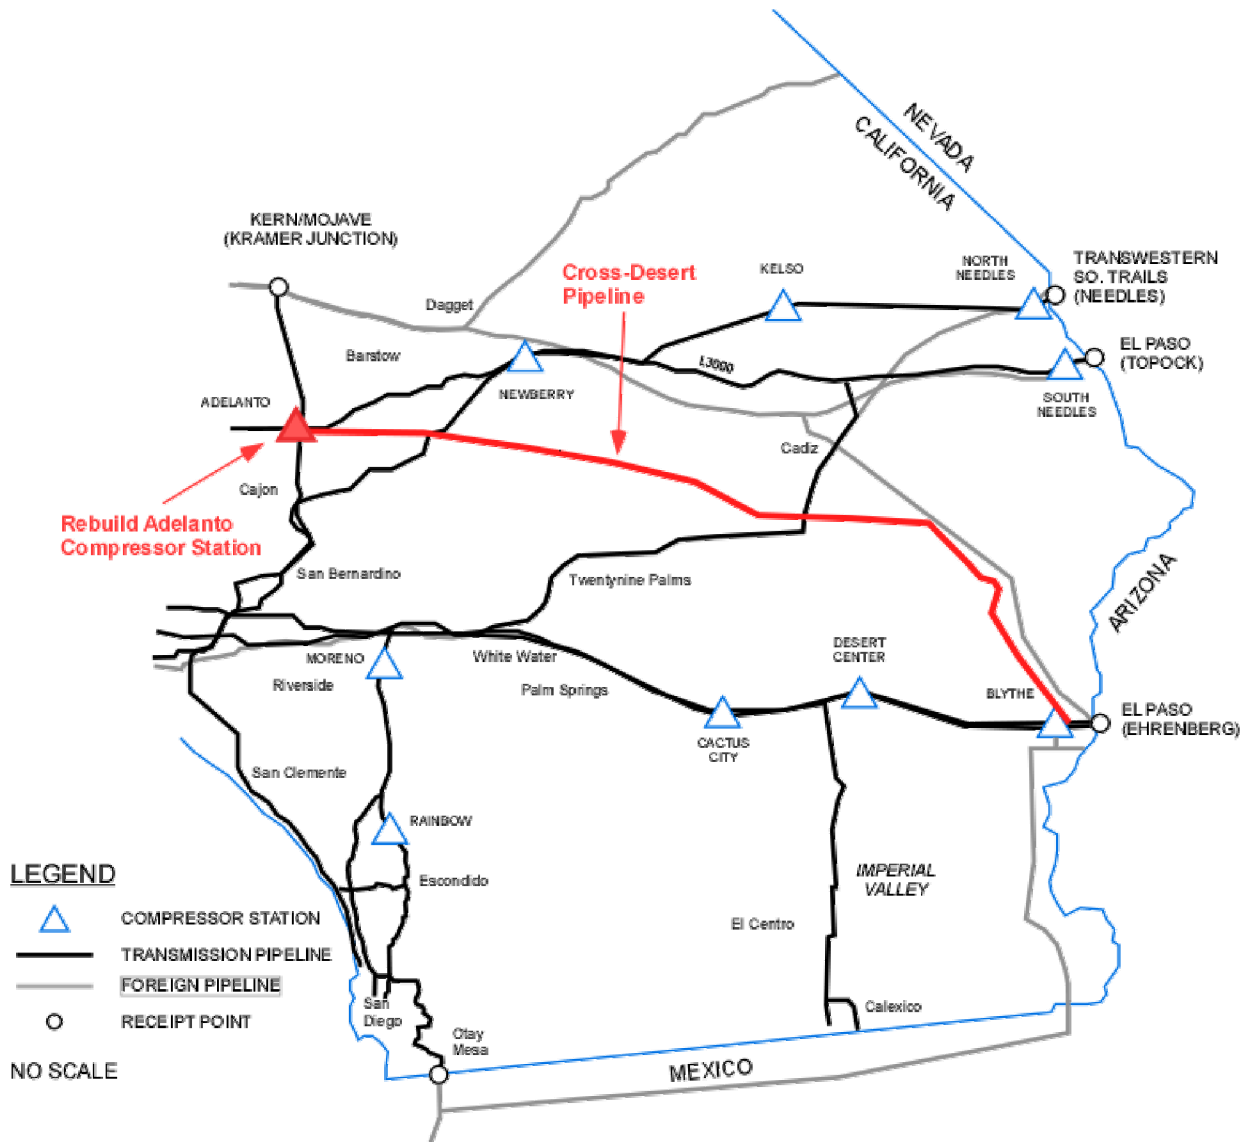 NEVADA
CALIFORNIA
KERN/MOJAVE
(KRAMER JUNCTION)
Cross-Desert
Pipeline
KELSO
NORTH
NEEDLES
TRANSWESTERN
SO. TRAILS
(NEEDLES)
Dagget
Barstow
L3000
EL PASO
(TOPOCK)
ADELANTO
NEWBERRY
SOUTH
NEEDLES
Cadiz
Cajon
Rebuild Adelanto
Compressor Station
San Bernardino
Twentynine Palms
ARIZONA
MORENO
Riverside
White Water
Palm Springs
DESERT
CENTER
BLYTHE
EL PASO
(EHRENBERG)
CACTUS
CITY
San Clemente
RAINBOW
Escondido
IMPERIAL
VALLEY
El Centro
Calexico
San
Diego
Otay
Mesa
MEXICO
LEGEND
COMPRESSOR STATION
TRANSMISSION PIPELINE
FOREIGN PIPELINE
RECEIPT POINT
NO SCALE